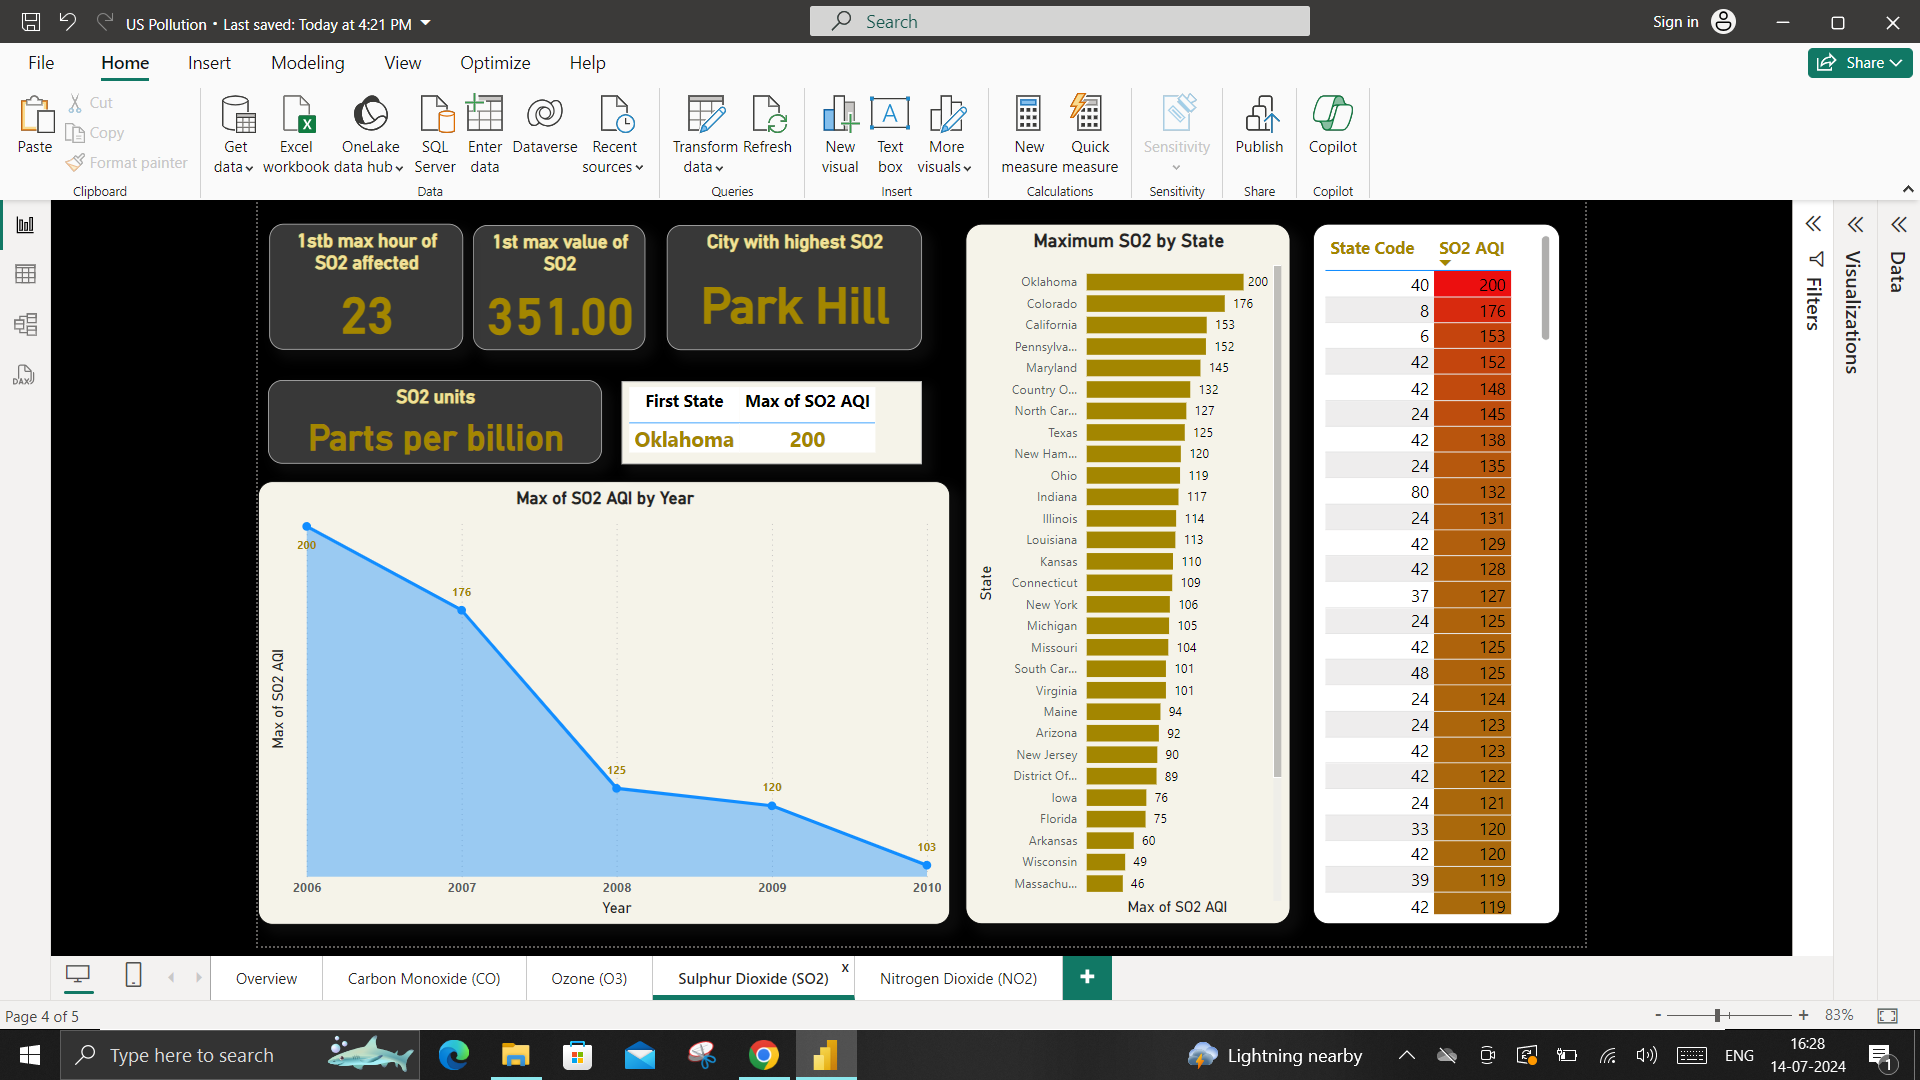 US Pollution • Last saved: Today at 4:21 PM
Search
Sign in
File Home Insert Modeling View Optimize Help
Share
Paste
Cut
Copy
Format painter
Clipboard
Get data
Excel workbook
OneLake data hub
SQL Server
Enter data
Dataverse
Recent sources
Data
Transform data
Refresh
Queries
New visual
Text box
More visuals
Insert
New measure
Quick measure
Calculations
Sensitivity
Sensitivity
Publish
Share
Copilot
Copilot
1stb max hour of
SO2 affected
23
1st max value of
SO2
351.00
City with highest SO2
Park Hill
SO2 units
Parts per billion
First State Max of SO2 AQI
Oklahoma 200
Max of SO2 AQI by Year
Max of SO2 AQI
200
176
125
120
103
2006 2007 2008 2009 2010
Year
Maximum SO2 by State
State
Oklahoma 200
Colorado 176
California 153
Pennsylva... 152
Maryland 145
Country O... 132
North Car... 127
Texas 125
New Ham... 120
Ohio 119
Indiana 117
Illinois 114
Louisiana 113
Kansas 110
Connecticut 109
New York 106
Michigan 105
Missouri 104
South Car... 101
Virginia 101
Maine 94
Arizona 92
New Jersey 90
District Of... 89
Iowa 76
Florida 75
Arkansas 60
Wisconsin 49
Massachu... 46
Max of SO2 AQI
State Code SO2 AQI
40 200
8 176
6 153
42 152
42 148
24 145
42 138
24 135
80 132
24 131
42 129
42 128
37 127
24 125
42 125
48 125
24 124
24 123
42 123
42 122
24 121
33 120
42 120
39 119
42 119
Filters
Visualizations
Data
DAX
Overview
Carbon Monoxide (CO)
Ozone (O3)
Sulphur Dioxide (SO2)
x
Nitrogen Dioxide (NO2)
+
Page 4 of 5
- + 83%
Type here to search
Lightning nearby
ENG
16:28
14-07-2024
1